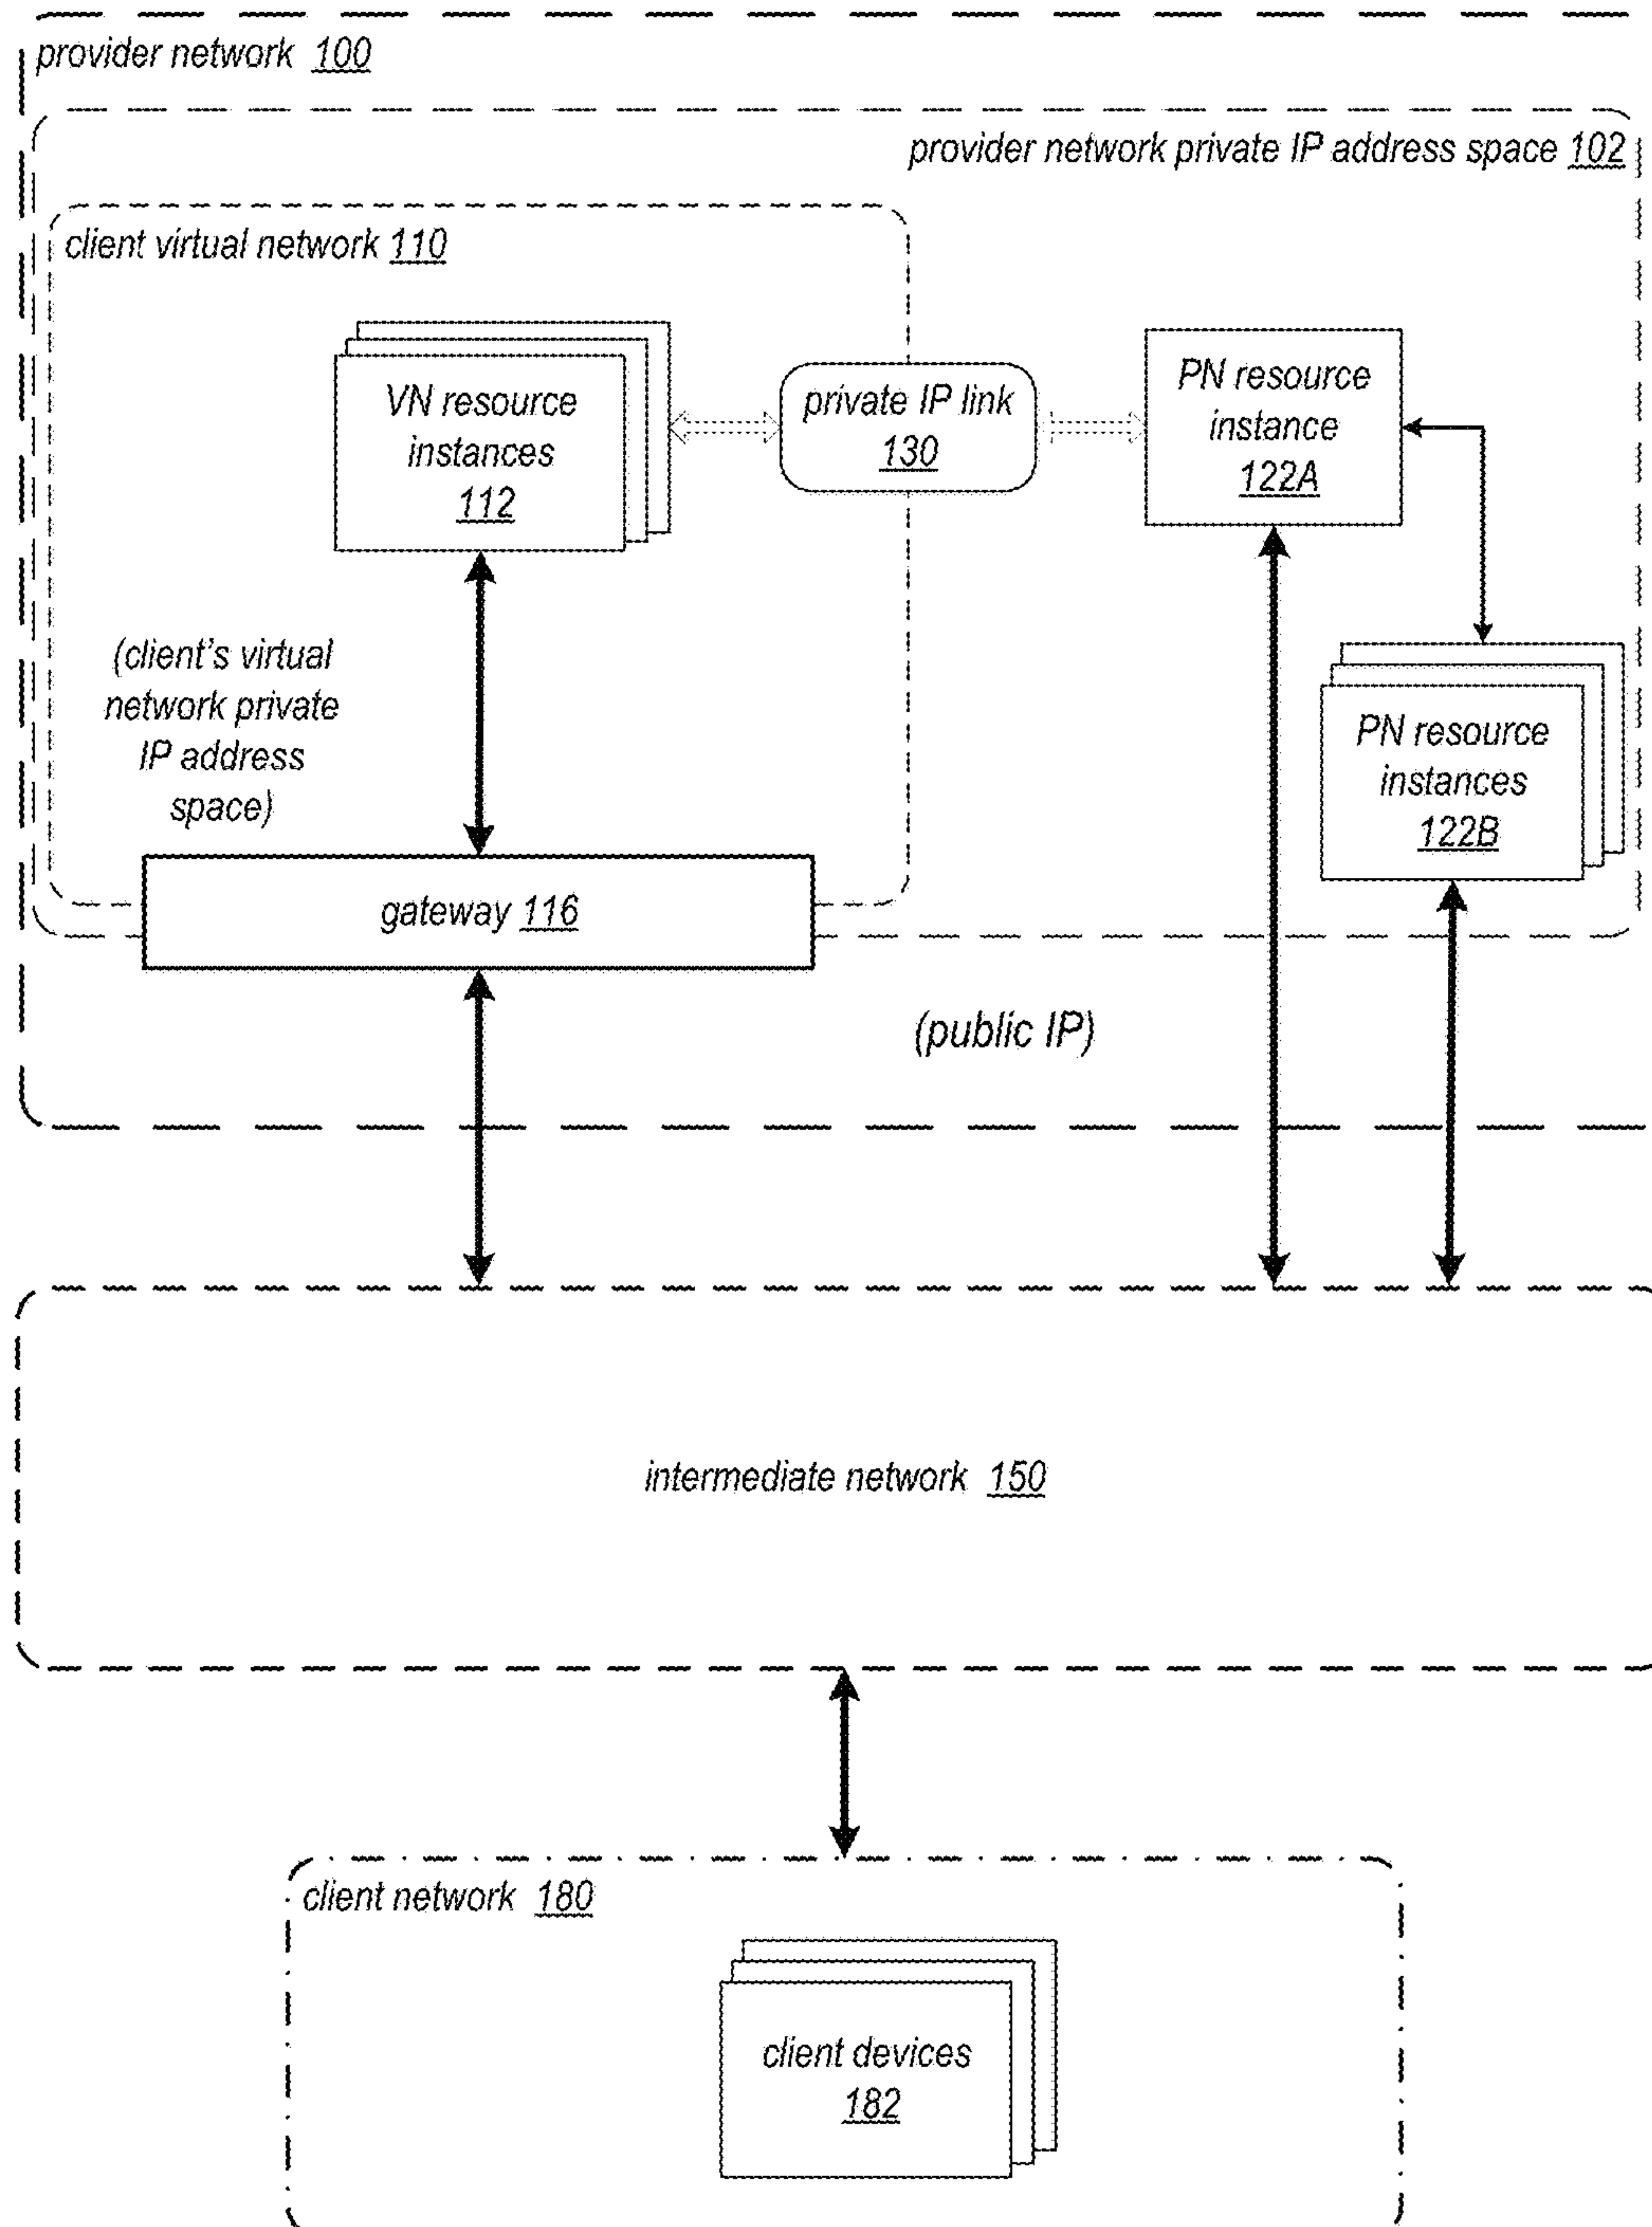 provider network 100
provider network private IP address space 102
client virtual network 110
VN resource
instances
112
private IP link
130
PN resource
instance
122A
(client's virtual
network private
IP address
space)
PN resource
instances
122B
gateway 116
(public IP)
intermediate network 150
client network 180
client devices
182